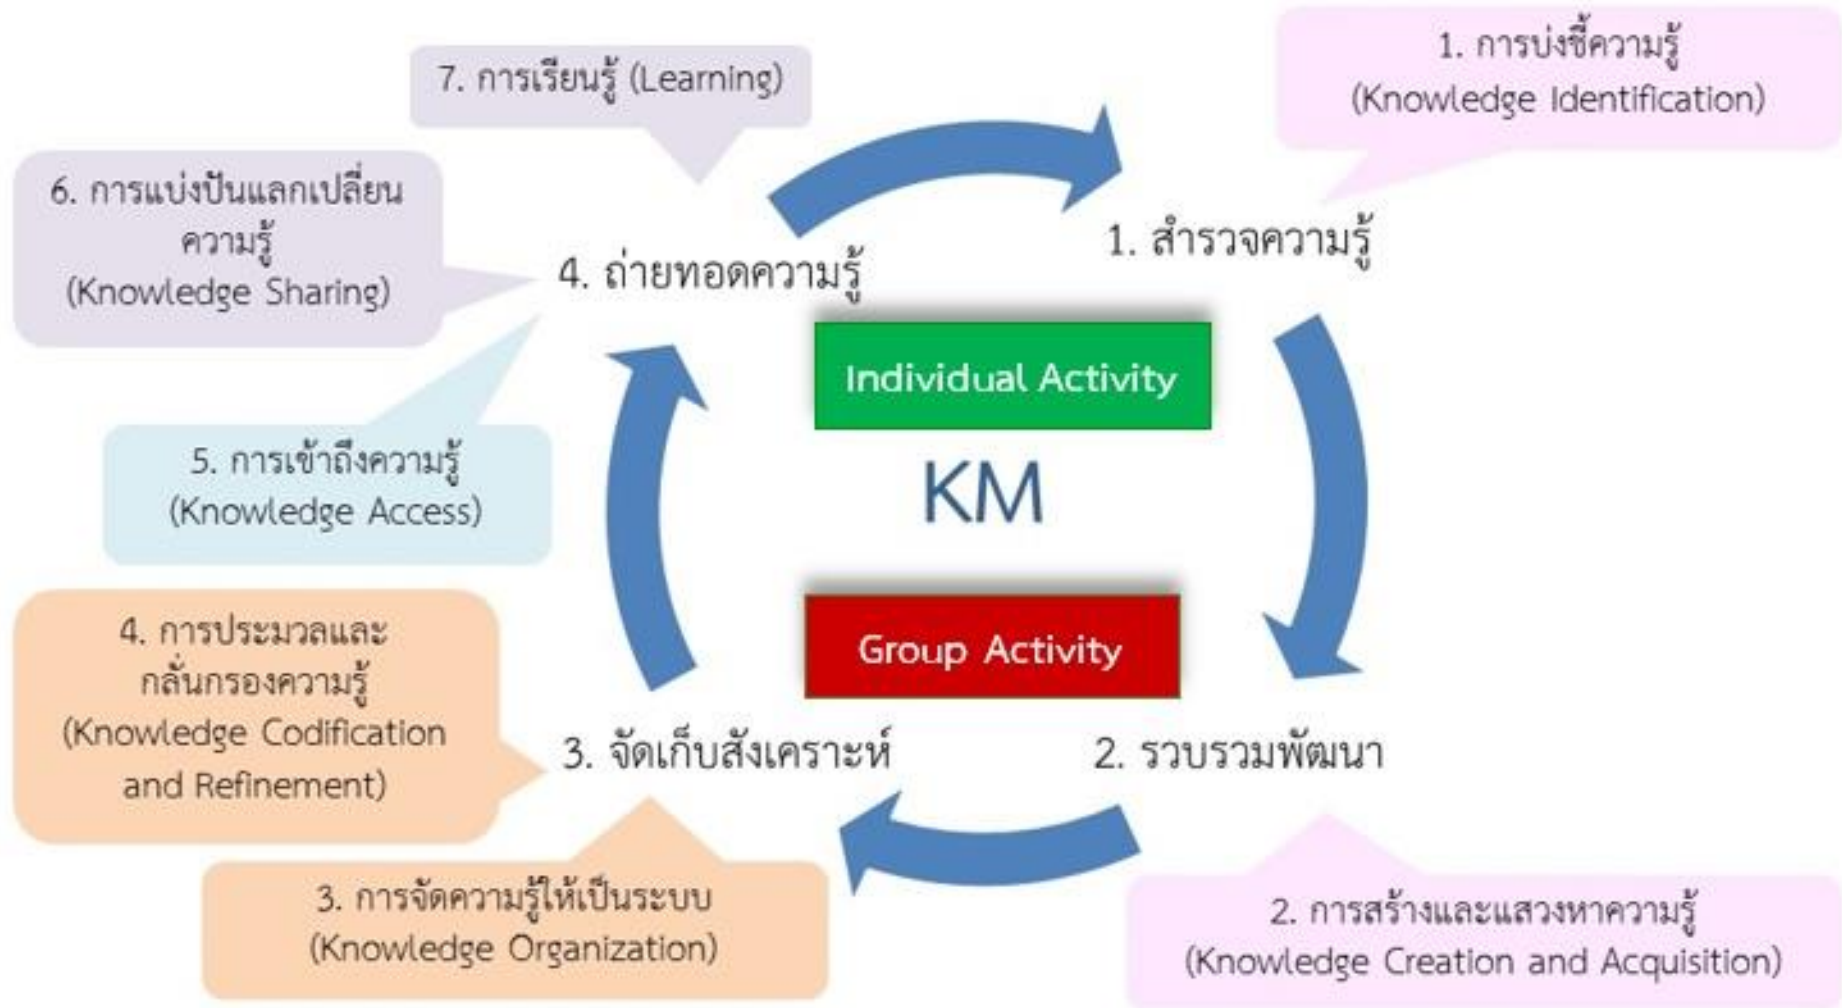 7. การเรียนรู้ (Learning)
1. การบ่งชี้ความรู้
(Knowledge Identification)
6. การแบ่งปันแลกเปลี่ยน
ความรู้
(Knowledge Sharing)
4. ถ่ายทอดความรู้
1. สำรวจความรู้
Individual Activity
5. การเข้าถึงความรู้
(Knowledge Access)
KM
4. การประมวลและ
กลั่นกรองความรู้
(Knowledge Codification
and Refinement)
Group Activity
3. จัดเก็บสังเคราะห์
2. รวบรวมพัฒนา
3. การจัดความรู้ให้เป็นระบบ
(Knowledge Organization)
2. การสร้างและแสวงหาความรู้
(Knowledge Creation and Acquisition)